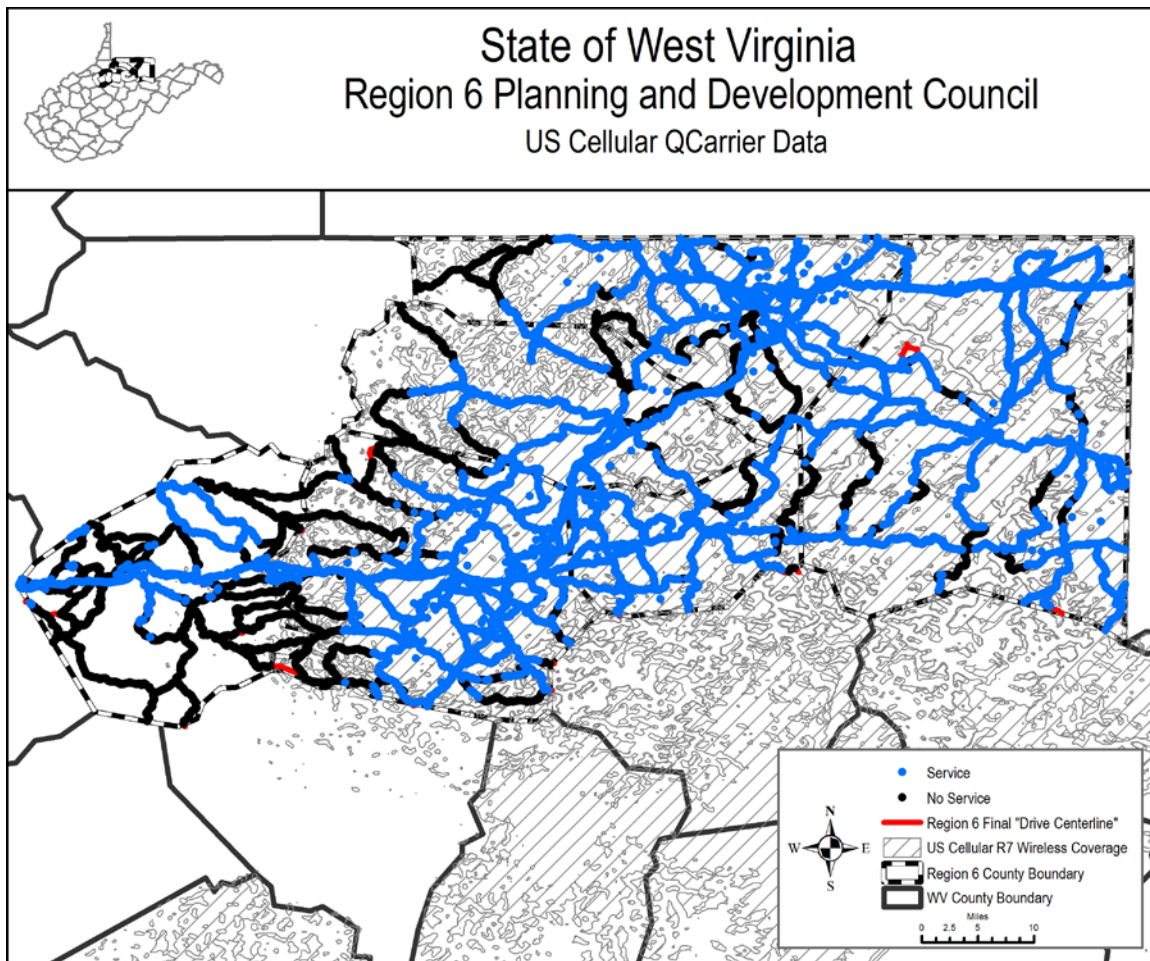 State of West Virginia
Region 6 Planning and Development Council
US Cellular QCarrier Data
Service
No Service
Region 6 Final "Drive Centerline"
US Cellular R7 Wireless Coverage
Region 6 County Boundary
WV County Boundary
N
W E
S
Miles
0 2.5 5 10